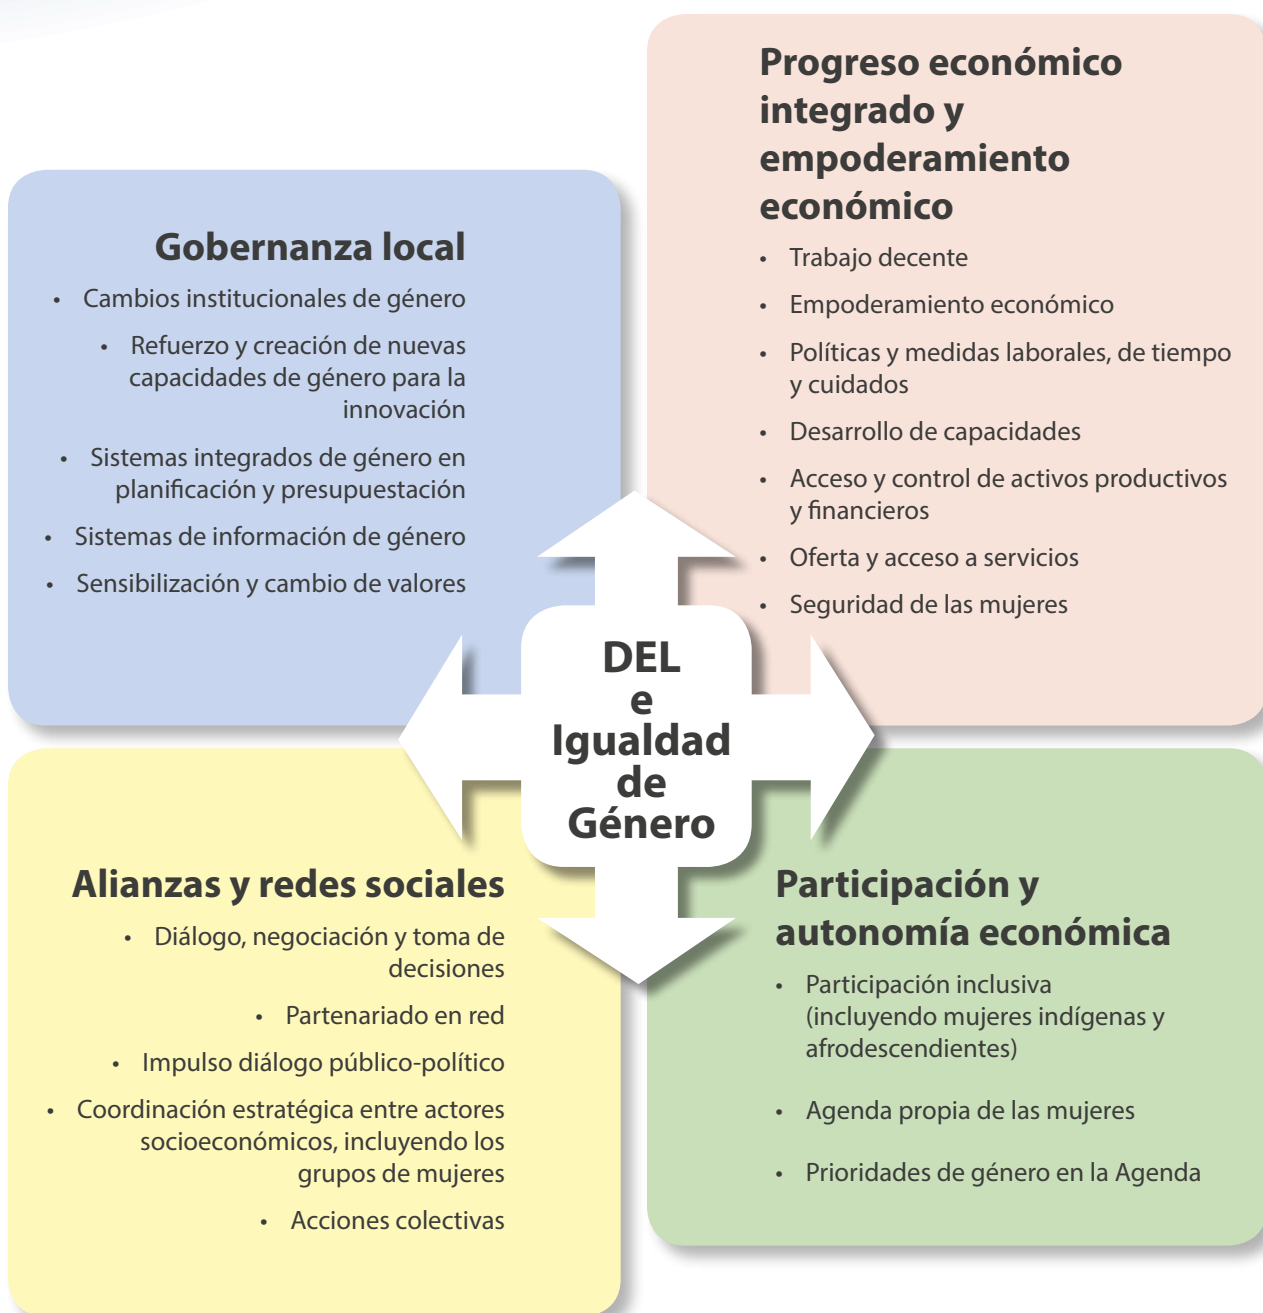 Gobernanza local
• Cambios institucionales de género
• Refuerzo y creación de nuevas
capacidades de género para la
innovación
• Sistemas integrados de género en
planificación y presupuestación
• Sistemas de información de género
• Sensibilización y cambio de valores
Progreso económico
integrado y
empoderamiento
económico
• Trabajo decente
• Empoderamiento económico
• Políticas y medidas laborales, de tiempo
y cuidados
• Desarrollo de capacidades
• Acceso y control de activos productivos
y financieros
• Oferta y acceso a servicios
• Seguridad de las mujeres
DEL
e
Igualdad
de
Género
Alianzas y redes sociales
• Diálogo, negociación y toma de
decisiones
• Partenariado en red
• Impulso diálogo público-político
• Coordinación estratégica entre actores
socioeconómicos, incluyendo los
grupos de mujeres
• Acciones colectivas
Participación y
autonomía económica
• Participación inclusiva
(incluyendo mujeres indígenas y
afrodescendientes)
• Agenda propia de las mujeres
• Prioridades de género en la Agenda